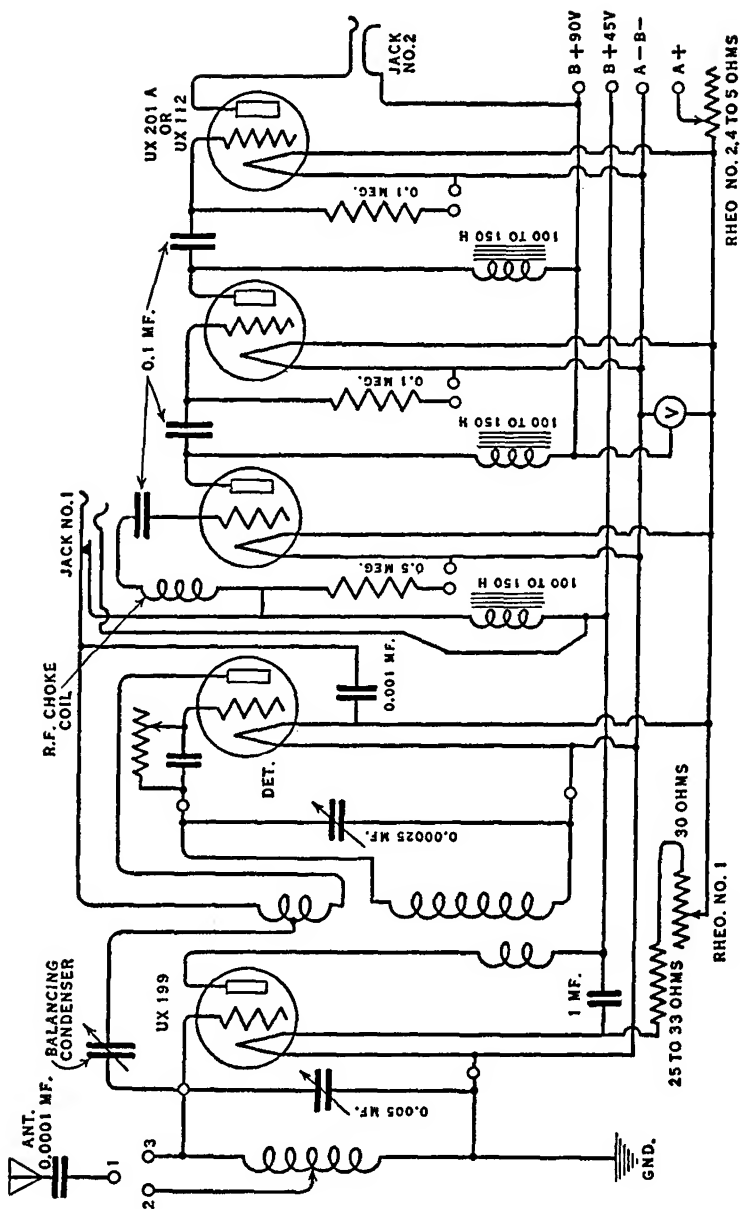 ANT.
0.0001 MF.
1
2
3
BALANCING
CONDENSER
0.005 MF.
GND.
UX 199
1 MF.
25 TO 33 OHMS
30 OHMS
RHEO. NO. 1
0.00025 MF.
DET.
R.F. CHOKE
COIL
JACK NO.1
0.001 MF.
0.5 MEG.
100 TO 150 H
0.1 MF.
0.1 MEG.
100 TO 150 H
V
UX 201 A
OR
UX 112
0.1 MEG.
100 TO 150 H
JACK
NO.2
B + 90V
B + 45V
A – B –
A +
RHEO NO. 2, 4 TO 5 OHMS